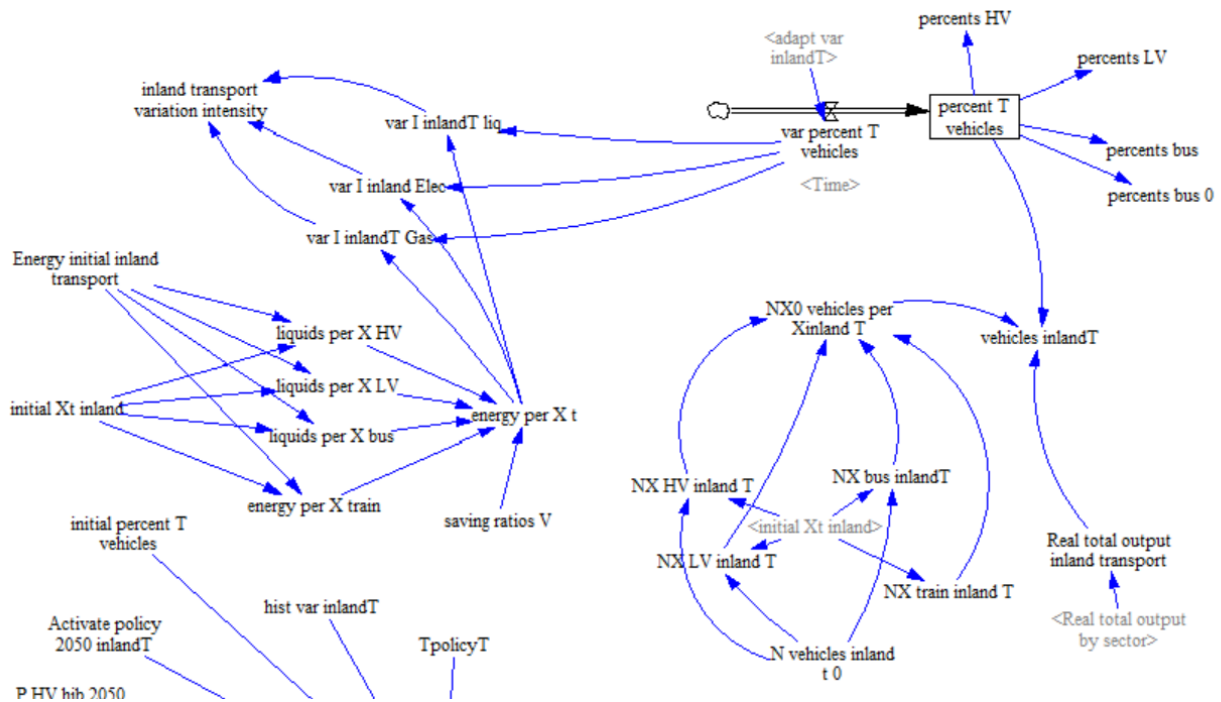 percents HV
<adapt var
inlandT>
percents LV
inland transport
variation intensity
percent T
vehicles
var I inlandT liq
var percent T
vehicles
percents bus
var I inland Elec
<Time>
percents bus 0
var I inlandT Gas
Energy initial inland
transport
NX0 vehicles per
Xinland T
vehicles inlandT
liquids per X HV
liquids per X LV
initial Xt inland
energy per X t
liquids per X bus
NX HV inland T
NX bus inlandT
energy per X train
saving ratios V
initial percent T
vehicles
<initial Xt inland>
Real total output
inland transport
NX LV inland T
NX train inland T
hist var inlandT
Activate policy
2050 inlandT
TpolicyT
<Real total output
by sector>
N vehicles inland
t 0
P HV hib 2050